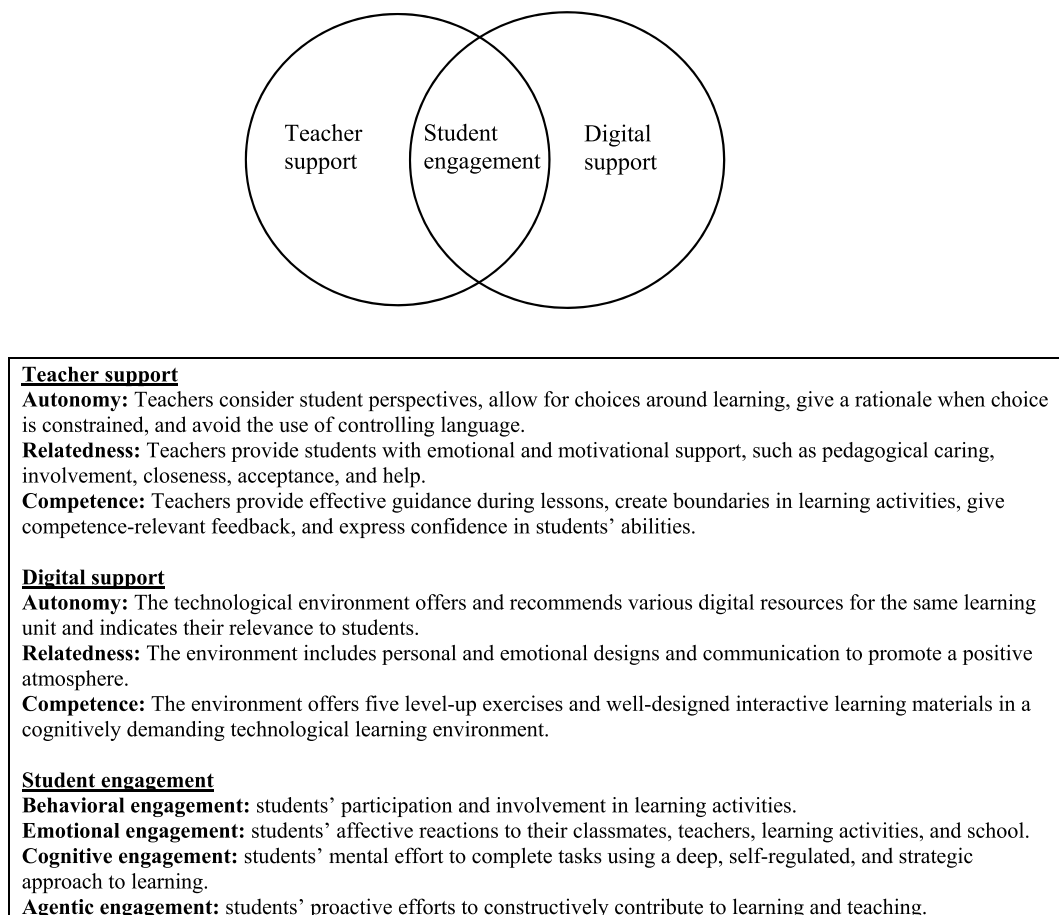 Teacher
support
Student
engagement
Digital
support
Teacher support
Autonomy: Teachers consider student perspectives, allow for choices around learning, give a rationale when choice
is constrained, and avoid the use of controlling language.
Relatedness: Teachers provide students with emotional and motivational support, such as pedagogical caring,
involvement, closeness, acceptance, and help.
Competence: Teachers provide effective guidance during lessons, create boundaries in learning activities, give
competence-relevant feedback, and express confidence in students’ abilities.
Digital support
Autonomy: The technological environment offers and recommends various digital resources for the same learning
unit and indicates their relevance to students.
Relatedness: The environment includes personal and emotional designs and communication to promote a positive
atmosphere.
Competence: The environment offers five level-up exercises and well-designed interactive learning materials in a
cognitively demanding technological learning environment.
Student engagement
Behavioral engagement: students’ participation and involvement in learning activities.
Emotional engagement: students’ affective reactions to their classmates, teachers, learning activities, and school.
Cognitive engagement: students’ mental effort to complete tasks using a deep, self-regulated, and strategic
approach to learning.
Agentic engagement: students’ proactive efforts to constructively contribute to learning and teaching.